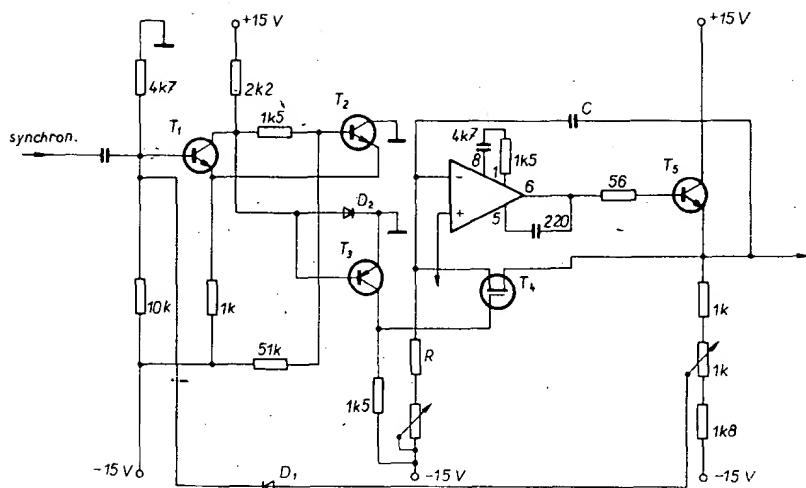 +15 V
+15 V
4k7
2k2
T1
1k5
T2
C
synchron.
4k7
8
1
1k5
T5
6
56
5
220
D2
T3
T4
10k
1k
51k
R
1k
1k
1k5
1k8
-15 V
D1
-15 V
-15 V